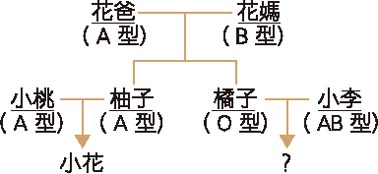 花爸 花媽
(A 型) (B 型)
小桃 柚子 橘子 小李
(A 型) (A 型) (O 型) (AB 型)
小花 ?